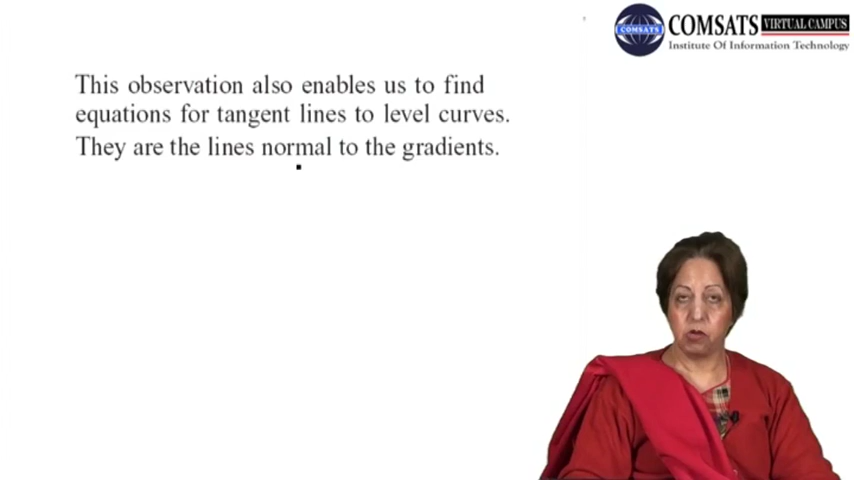 COMSATS VIRTUAL CAMPUS
COMSATS
Institute Of Information Technology
This observation also enables us to find
equations for tangent lines to level curves.
They are the lines normal to the gradients.